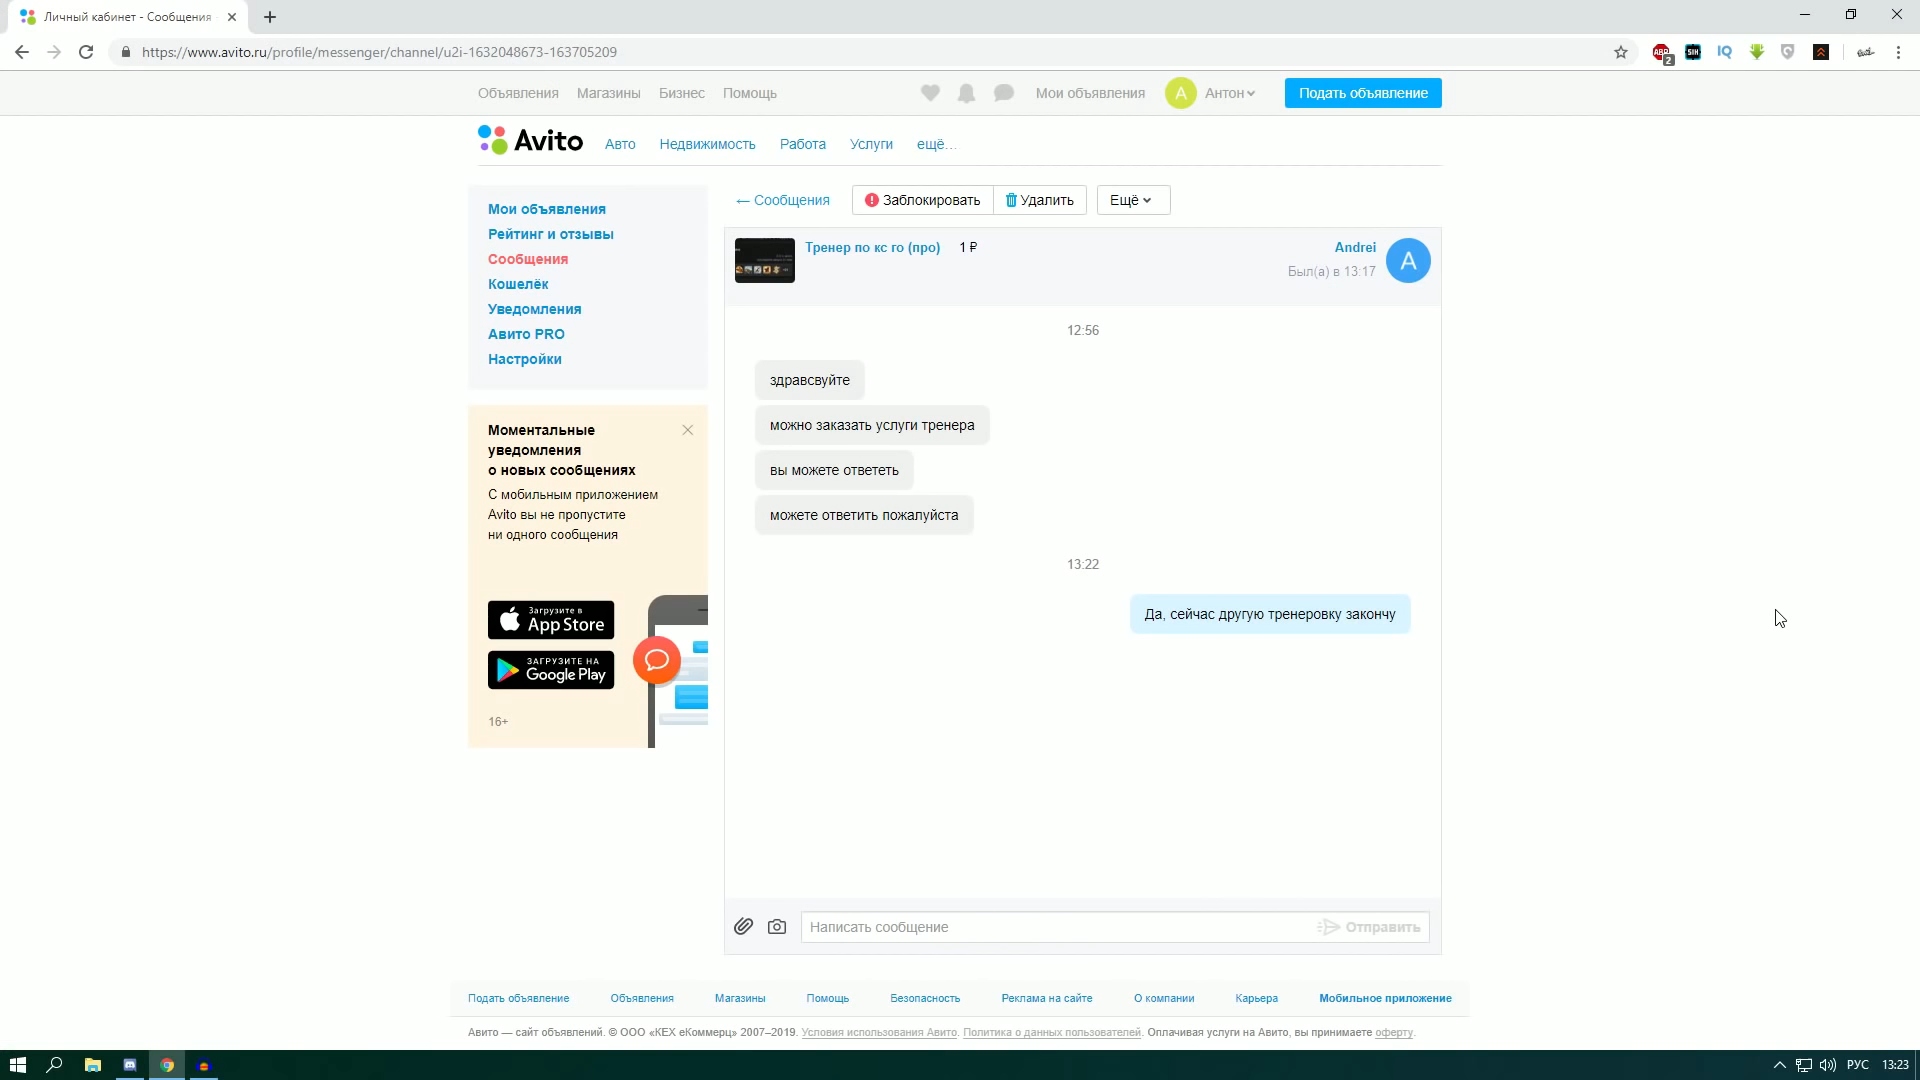 Личный кабинет - Сообщения
https://www.avito.ru/profile/messenger/channel/u2i-1632048673-163705209
ABP
2
SIH
IQ
Объявления
Магазины
Бизнес
Помощь
Мои объявления
А
Антон
Подать объявление
Avito
Авто
Недвижимость
Работа
Услуги
ещё...
Мои объявления
Рейтинг и отзывы
Сообщения
Кошелёк
Уведомления
Авито PRO
Настройки
Моментальные
уведомления
о новых сообщениях
С мобильным приложением
Avito вы не пропустите
ни одного сообщения
Загрузите в
App Store
ЗАГРУЗИТЕ НА
Google Play
16+
← Сообщения
Заблокировать
Удалить
Ещё
Тренер по кс го (про)
1 ₽
Andrei
Был(а) в 13:17
A
12:56
здравсвуйте
можно заказать услуги тренера
вы можете ответеть
можете ответить пожалуйста
13:22
Да, сейчас другую тренеровку закончу
Написать сообщение
Отправить
Подать объявление
Объявления
Магазины
Помощь
Безопасность
Реклама на сайте
О компании
Карьера
Мобильное приложение
Авито — сайт объявлений. © ООО «КЕХ еКоммерц» 2007–2019. Условия использования Авито. Политика о данных пользователей. Оплачивая услуги на Авито, вы принимаете оферту.
РУС
13:23